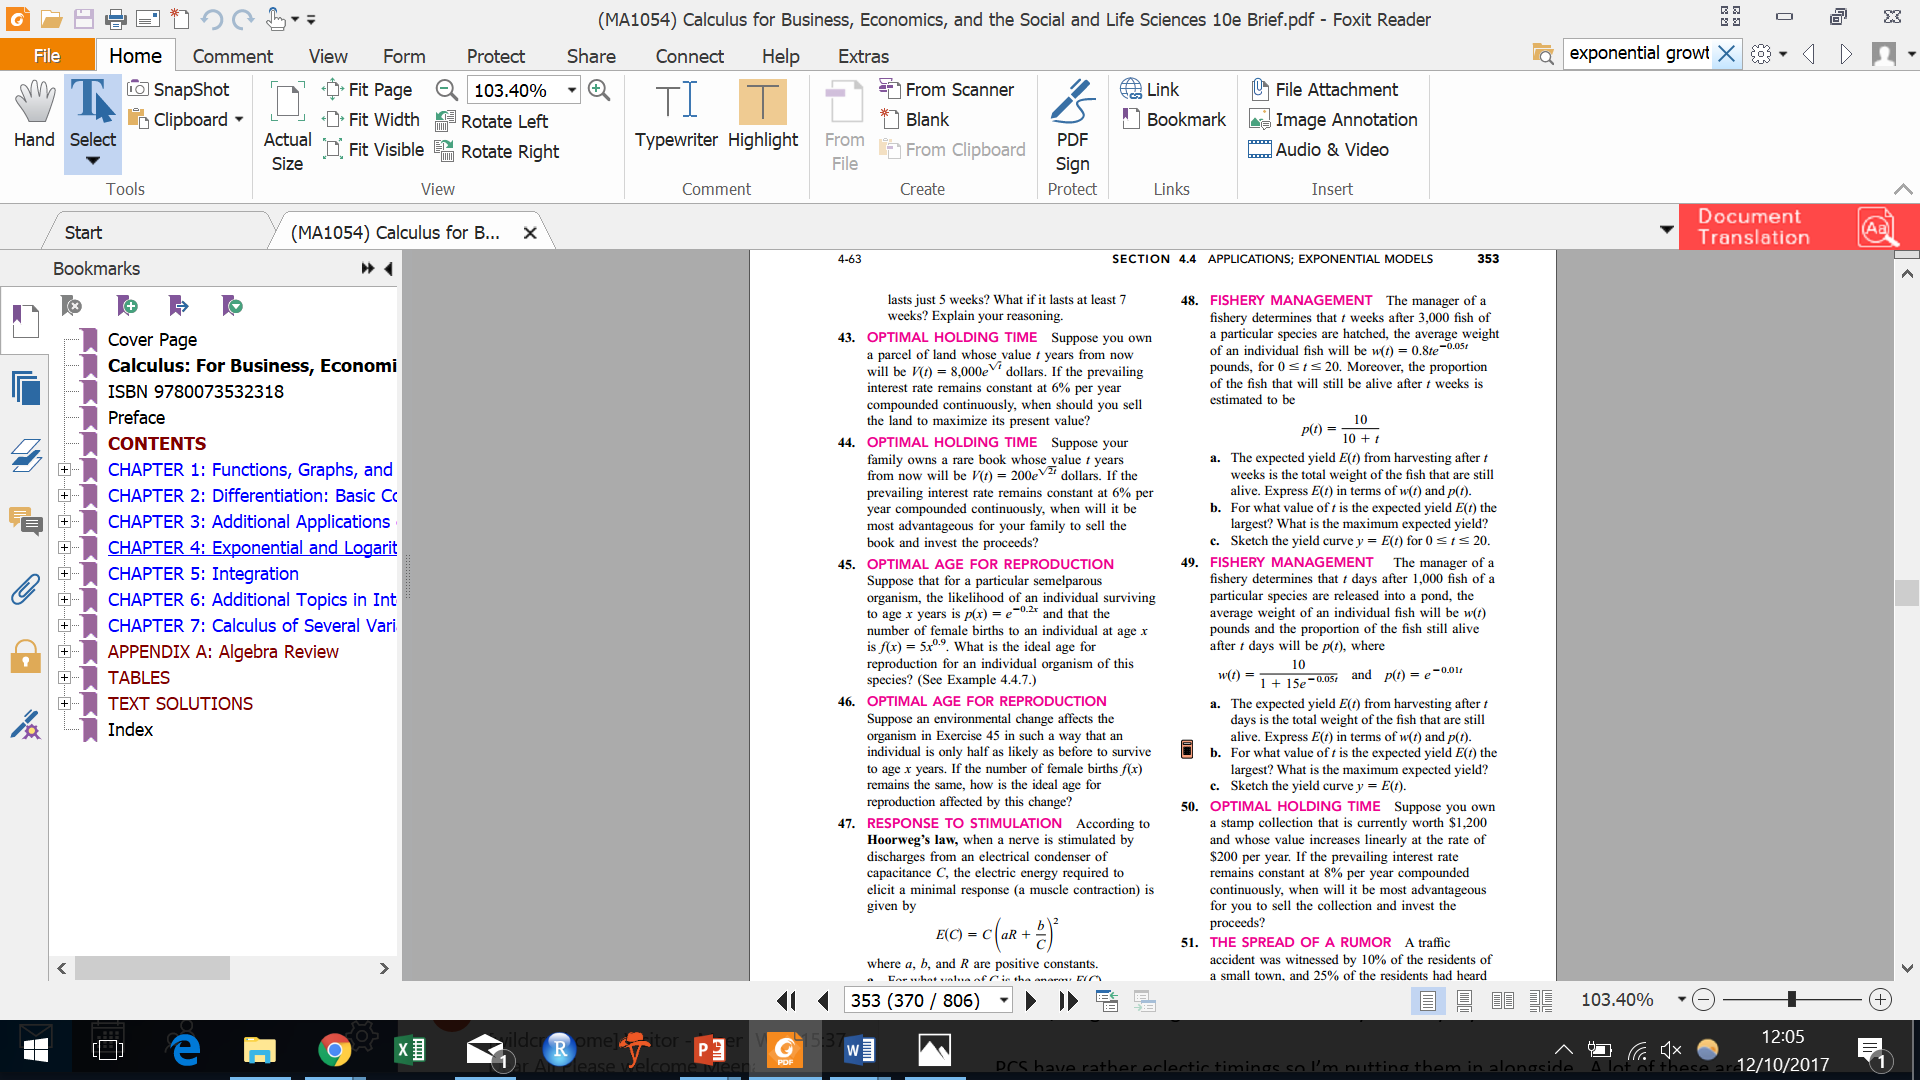 (MA1054) Calculus for Business, Economics, and the Social and Life Sciences 10e Brief.pdf - Foxit Reader
File Home Comment View Form Protect Share Connect Help Extras
exponential growt
Hand
Select
SnapShot
Clipboard
Tools
Actual Size
Fit Page
Fit Width
Fit Visible
103.40%
Rotate Left
Rotate Right
View
Typewriter
Highlight
Comment
From File
From Scanner
Blank
From Clipboard
Create
PDF Sign
Protect
Link
Bookmark
Links
File Attachment
Image Annotation
Audio & Video
Insert
Start
(MA1054) Calculus for B...
Document
Translation
Bookmarks
Cover Page
Calculus: For Business, Economi
ISBN 9780073532318
Preface
CONTENTS
CHAPTER 1: Functions, Graphs, and
CHAPTER 2: Differentiation: Basic Co
CHAPTER 3: Additional Applications
CHAPTER 4: Exponential and Logarit
CHAPTER 5: Integration
CHAPTER 6: Additional Topics in Int
CHAPTER 7: Calculus of Several Vari
APPENDIX A: Algebra Review
TABLES
TEXT SOLUTIONS
Index
4-63
SECTION 4.4 APPLICATIONS; EXPONENTIAL MODELS 353
lasts just 5 weeks? What if it lasts at least 7
weeks? Explain your reasoning.
43. OPTIMAL HOLDING TIME Suppose you own
a parcel of land whose value t years from now
will be V(t) = 8,000e^√t dollars. If the prevailing
interest rate remains constant at 6% per year
compounded continuously, when should you sell
the land to maximize its present value?
44. OPTIMAL HOLDING TIME Suppose your
family owns a rare book whose value t years
from now will be V(t) = 200e^√2t dollars. If the
prevailing interest rate remains constant at 6% per
year compounded continuously, when will it be
most advantageous for your family to sell the
book and invest the proceeds?
45. OPTIMAL AGE FOR REPRODUCTION
Suppose that for a particular semelparous
organism, the likelihood of an individual surviving
to age x years is p(x) = e^−0.2x and that the
number of female births to an individual at age x
is f(x) = 5x^0.9. What is the ideal age for
reproduction for an individual organism of this
species? (See Example 4.4.7.)
46. OPTIMAL AGE FOR REPRODUCTION
Suppose an environmental change affects the
organism in Exercise 45 in such a way that an
individual is only half as likely as before to survive
to age x years. If the number of female births f(x)
remains the same, how is the ideal age for
reproduction affected by this change?
47. RESPONSE TO STIMULATION According to
Hoorweg's law, when a nerve is stimulated by
discharges from an electrical condenser of
capacitance C, the electric energy required to
elicit a minimal response (a muscle contraction) is
given by
E(C) = C(aR + b/C)^2
where a, b, and R are positive constants.
a. For what value of C is the energy E(C)
48. FISHERY MANAGEMENT The manager of a
fishery determines that t weeks after 3,000 fish of
a particular species are hatched, the average weight
of an individual fish will be w(t) = 0.8te^−0.05t
pounds, for 0 ≤ t ≤ 20. Moreover, the proportion
of the fish that will still be alive after t weeks is
estimated to be
p(t) = 10/(10 + t)
a. The expected yield E(t) from harvesting after t
weeks is the total weight of the fish that are still
alive. Express E(t) in terms of w(t) and p(t).
b. For what value of t is the expected yield E(t) the
largest? What is the maximum expected yield?
c. Sketch the yield curve y = E(t) for 0 ≤ t ≤ 20.
49. FISHERY MANAGEMENT The manager of a
fishery determines that t days after 1,000 fish of a
particular species are released into a pond, the
average weight of an individual fish will be w(t)
pounds and the proportion of the fish still alive
after t days will be p(t), where
w(t) = 10/(1 + 15e^−0.05t) and p(t) = e^−0.01t
a. The expected yield E(t) from harvesting after t
days is the total weight of the fish that are still
alive. Express E(t) in terms of w(t) and p(t).
b. For what value of t is the expected yield E(t) the
largest? What is the maximum expected yield?
c. Sketch the yield curve y = E(t).
50. OPTIMAL HOLDING TIME Suppose you own
a stamp collection that is currently worth $1,200
and whose value increases linearly at the rate of
$200 per year. If the prevailing interest rate
remains constant at 8% per year compounded
continuously, when will it be most advantageous
for you to sell the collection and invest the
proceeds?
51. THE SPREAD OF A RUMOR A traffic
accident was witnessed by 10% of the residents of
a small town, and 25% of the residents had heard
353 (370 / 806)
103.40%
PCS have rather eclectic timings so I'm putting them in alongside. A lot of these are
12:05
12/10/2017